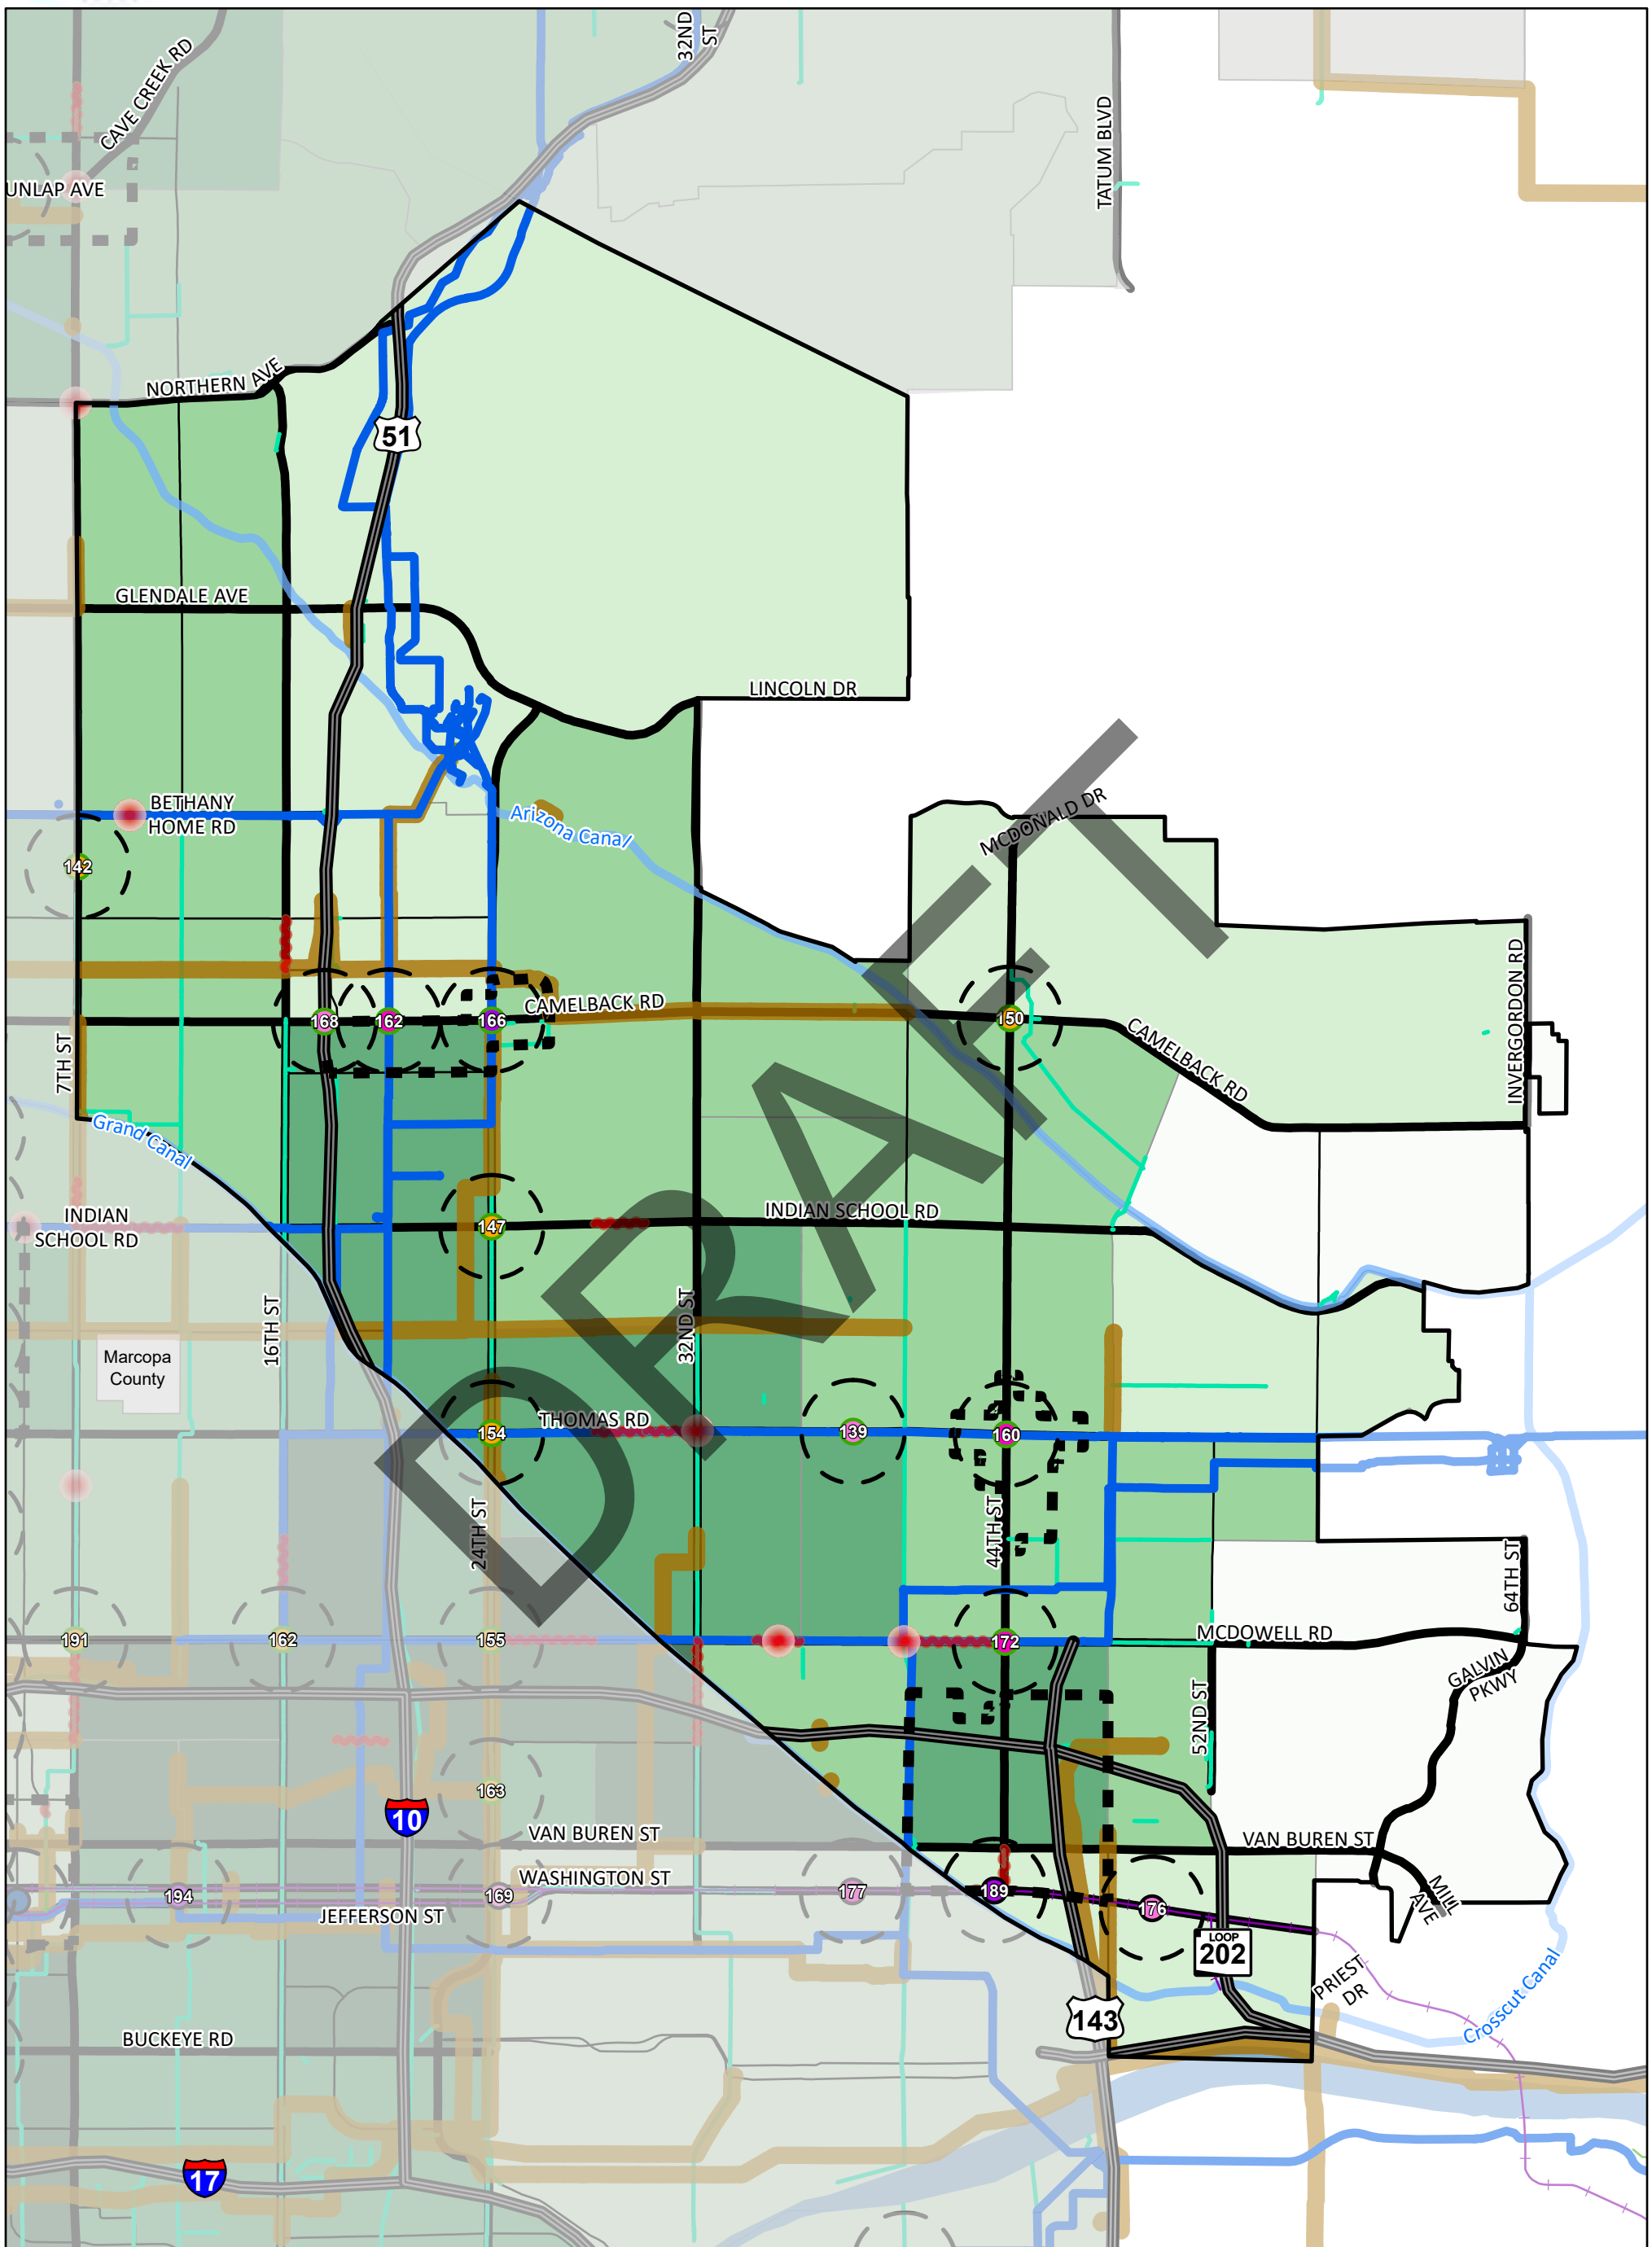 32ND
ST
CAVE CREEK RD
TATUM BLVD
UNLAP AVE
NORTHERN AVE
51
GLENDALE AVE
LINCOLN DR
BETHANY
HOME RD
Arizona Canal
MCDONALD DR
142
INVERGORDON RD
CAMELBACK RD
168
162
166
150
CAMELBACK RD
7TH ST
Grand Canal
INDIAN
SCHOOL RD
147
INDIAN SCHOOL RD
DRAFT
16TH ST
32ND ST
Marcopa
County
THOMAS RD
154
139
160
24TH ST
44TH ST
64TH ST
191
162
155
172
MCDOWELL RD
GALVIN
PKWY
52ND ST
163
10
VAN BUREN ST
VAN BUREN ST
WASHINGTON ST
194
169
177
189
176
MILL
AVE
JEFFERSON ST
LOOP
202
PRIEST
DR
Crosscut Canal
143
BUCKEYE RD
17